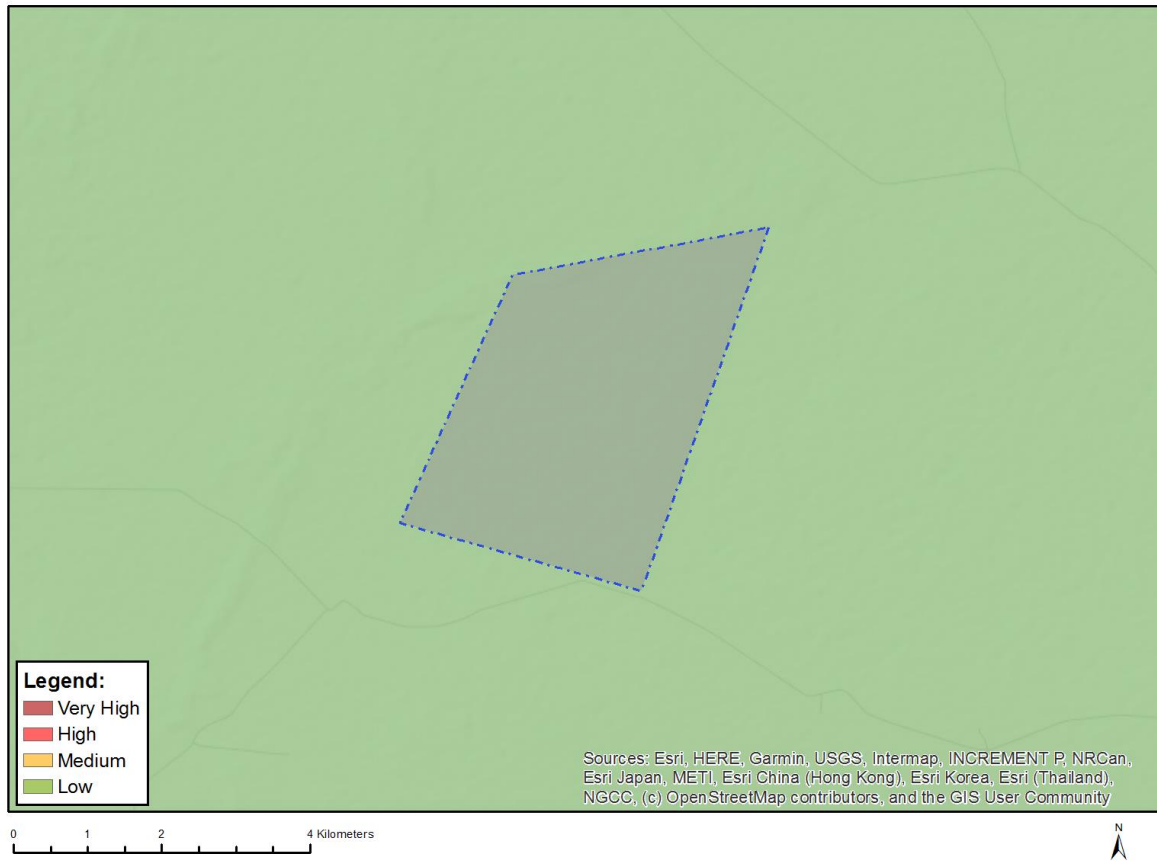 Legend:
Very High
High
Medium
Low
Sources: Esri, HERE, Garmin, USGS, Intermap, INCREMENT P, NRCan,
Esri Japan, METI, Esri China (Hong Kong), Esri Korea, Esri (Thailand),
NGCC, (c) OpenStreetMap contributors, and the GIS User Community
0 1 2 4 Kilometers
N